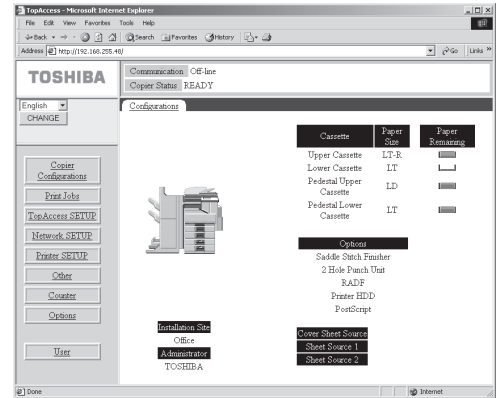 TopAccess - Microsoft Internet Explorer
File Edit View Favorites Tools Help
Back Search Favorites History
Address http://192.168.255.48/ Go Links »
TOSHIBA
Communication Off-line
Copier Status READY
English
CHANGE
Configurations
Copier
Configurations
Print Jobs
TopAccess SETUP
Network SETUP
Printer SETUP
Other
Counter
Options
User
Cassette Paper Size Paper Remaining
Upper Cassette LT-R
Lower Cassette LT
Pedestal Upper Cassette LD
Pedestal Lower Cassette LT
Options
Saddle Stitch Finisher
2 Hole Punch Unit
RADF
Printer HDD
PostScript
Installation Site
Office
Administrator
TOSHIBA
Cover Sheet Source
Sheet Source 1
Sheet Source 2
Done Internet